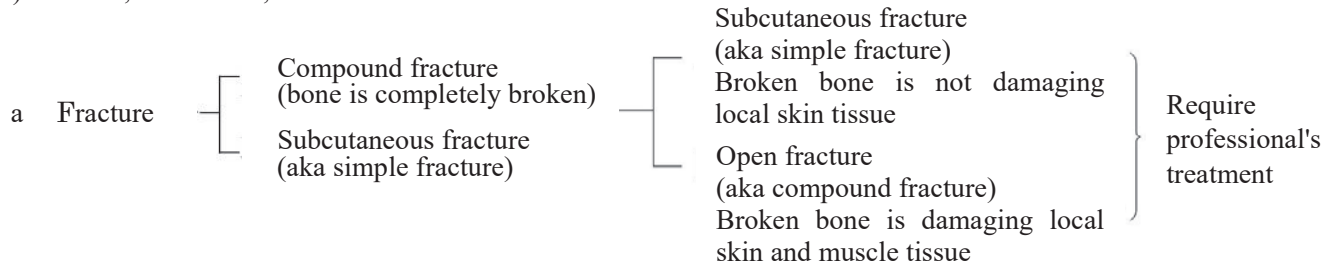 a Fracture
Compound fracture
(bone is completely broken)
Subcutaneous fracture
(aka simple fracture)
Subcutaneous fracture
(aka simple fracture)
Broken bone is not damaging
local skin tissue
Open fracture
(aka compound fracture)
Broken bone is damaging local
skin and muscle tissue
Require
professional's
treatment